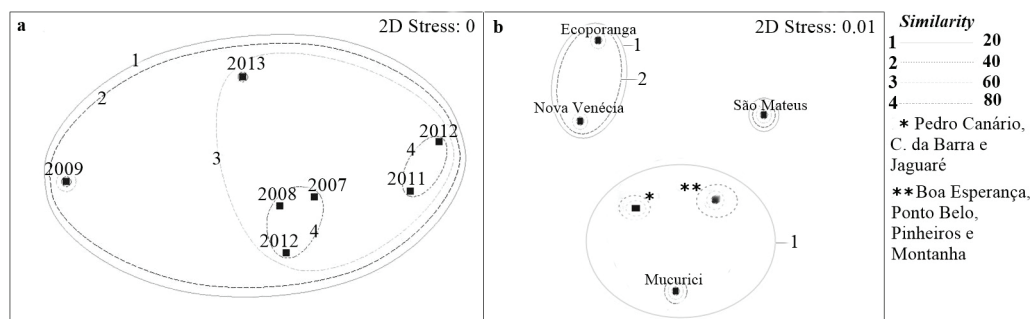 a
2D Stress: 0
1
2
2013
3
2012
4
2011
2009
2008
2007
2012
4
b
2D Stress: 0.01
Ecoporanga
1
2
Nova Venécia
São Mateus
*
**
1
Mucurici
Similarity
1 20
2 40
3 60
4 80
* Pedro Canário,
C. da Barra e
Jaguaré
**Boa Esperança,
Ponto Belo,
Pinheiros e
Montanha